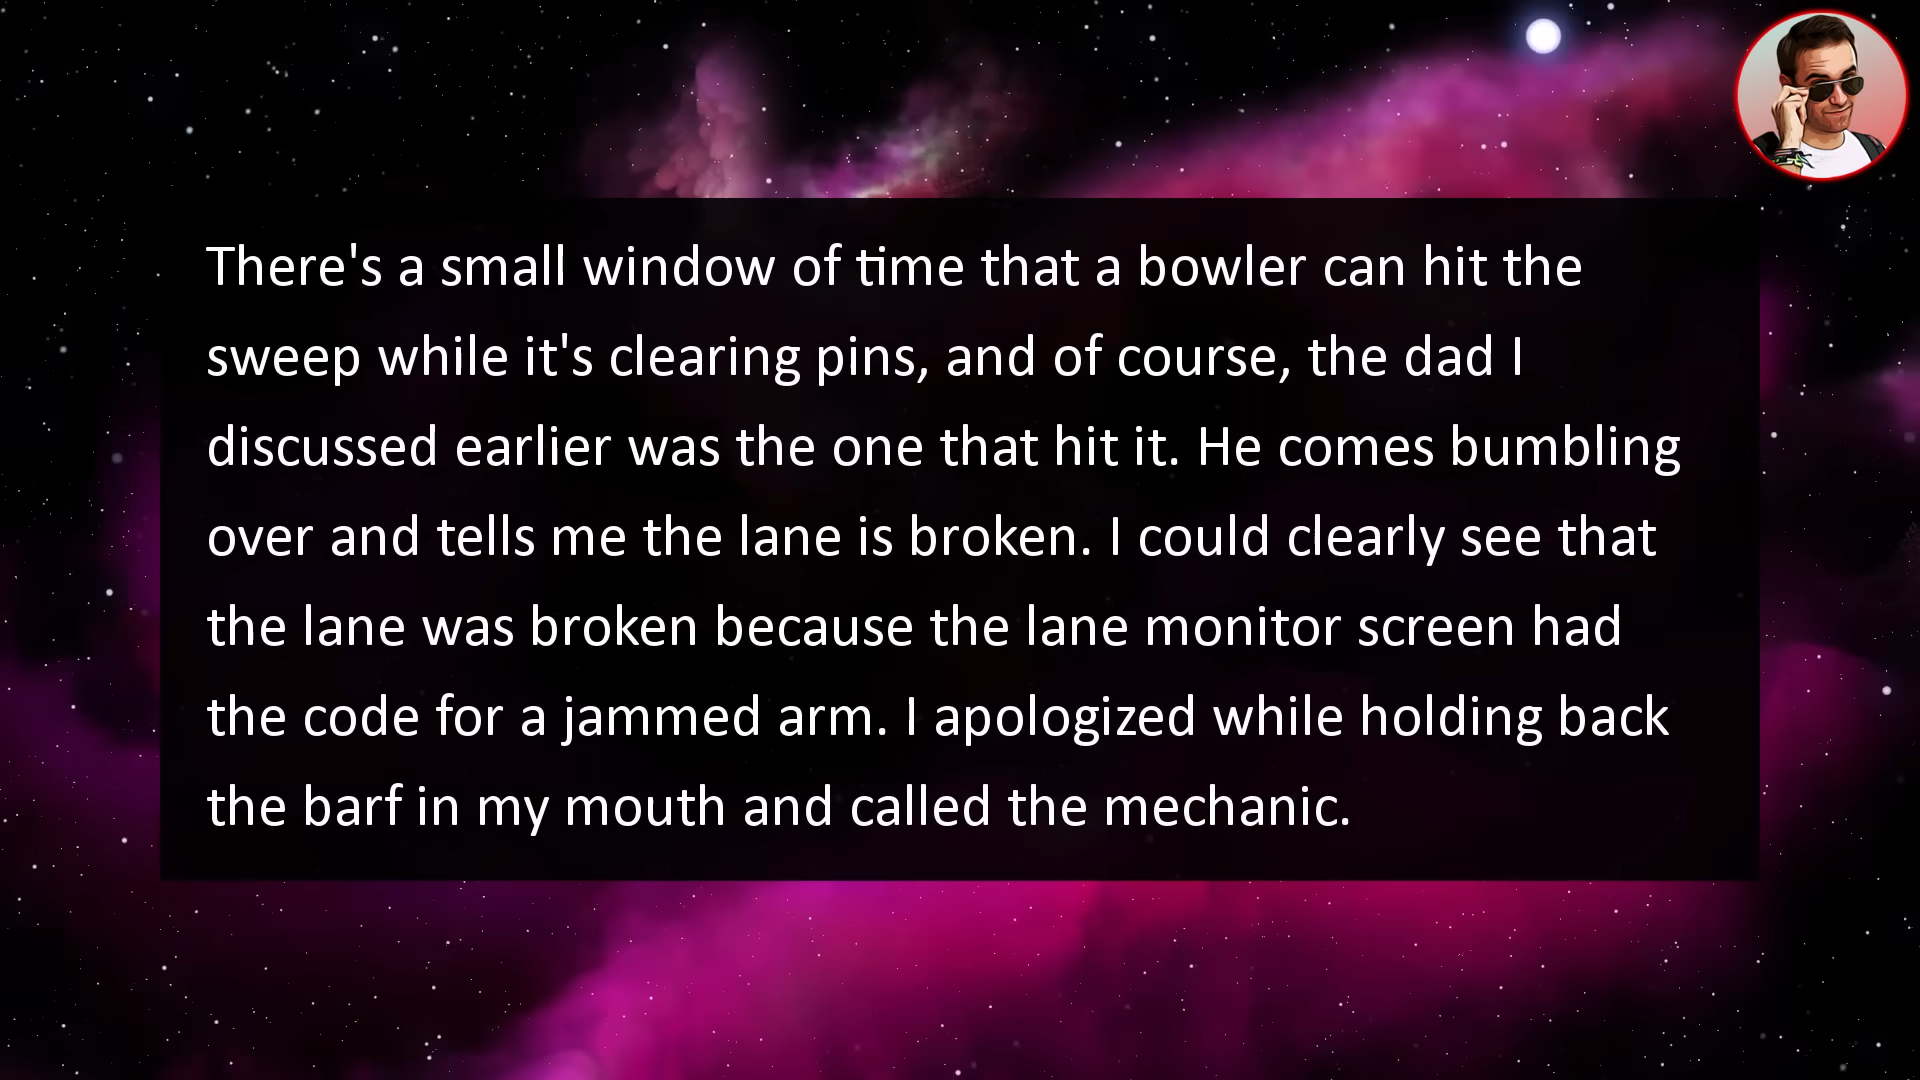 There's a small window of time that a bowler can hit the
sweep while it's clearing pins, and of course, the dad I
discussed earlier was the one that hit it. He comes bumbling
over and tells me the lane is broken. I could clearly see that
the lane was broken because the lane monitor screen had
the code for a jammed arm. I apologized while holding back
the barf in my mouth and called the mechanic.